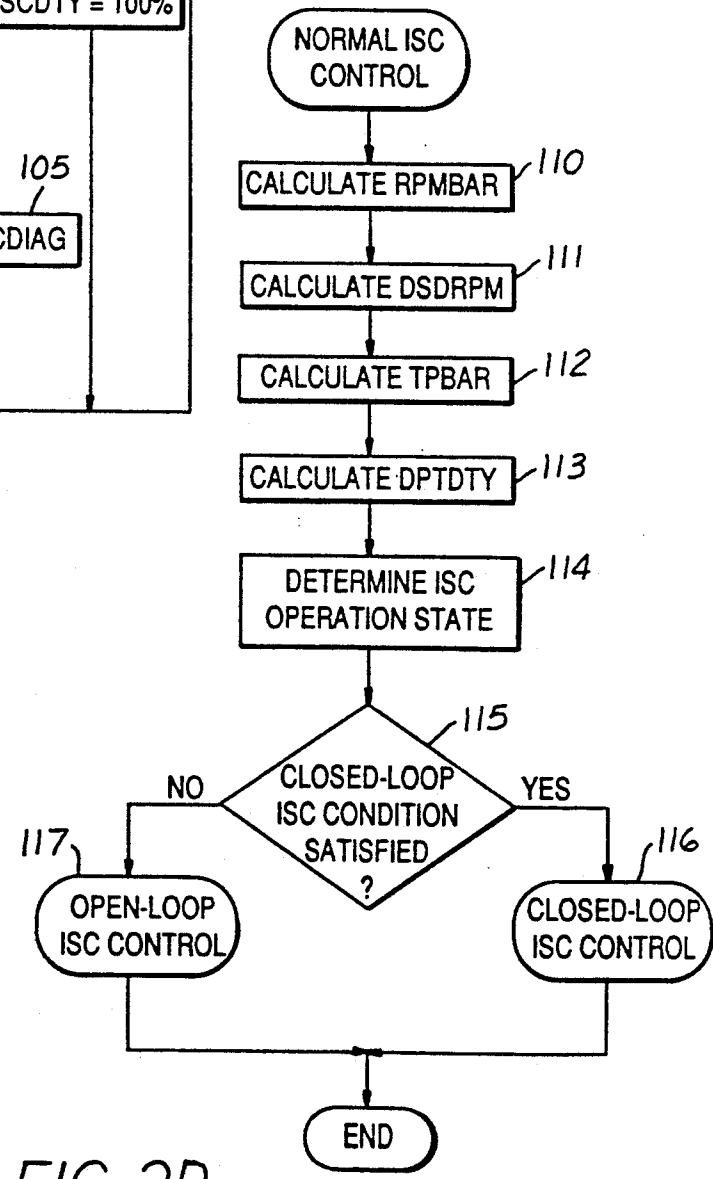 SCDTY = 100%
105
CDIAG
NORMAL ISC
CONTROL
CALCULATE RPMBAR
110
CALCULATE DSDRPM
111
CALCULATE TPBAR
112
CALCULATE DPTDTY
113
DETERMINE ISC
OPERATION STATE
114
115
CLOSED-LOOP
ISC CONDITION
SATISFIED
?
NO
YES
117
OPEN-LOOP
ISC CONTROL
116
CLOSED-LOOP
ISC CONTROL
END